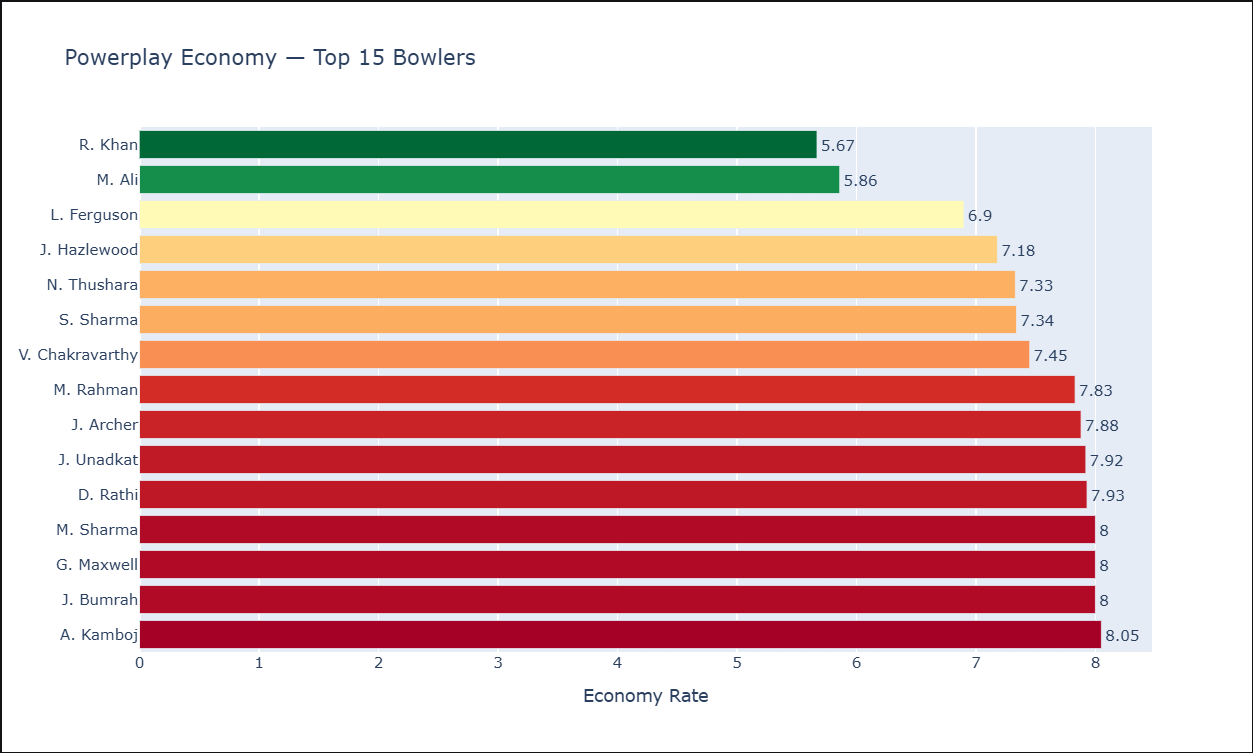 Powerplay Economy — Top 15 Bowlers
R. Khan 5.67
M. Ali 5.86
L. Ferguson 6.9
J. Hazlewood 7.18
N. Thushara 7.33
S. Sharma 7.34
V. Chakravarthy 7.45
M. Rahman 7.83
J. Archer 7.88
J. Unadkat 7.92
D. Rathi 7.93
M. Sharma 8
G. Maxwell 8
J. Bumrah 8
A. Kamboj 8.05
0 1 2 3 4 5 6 7 8
Economy Rate